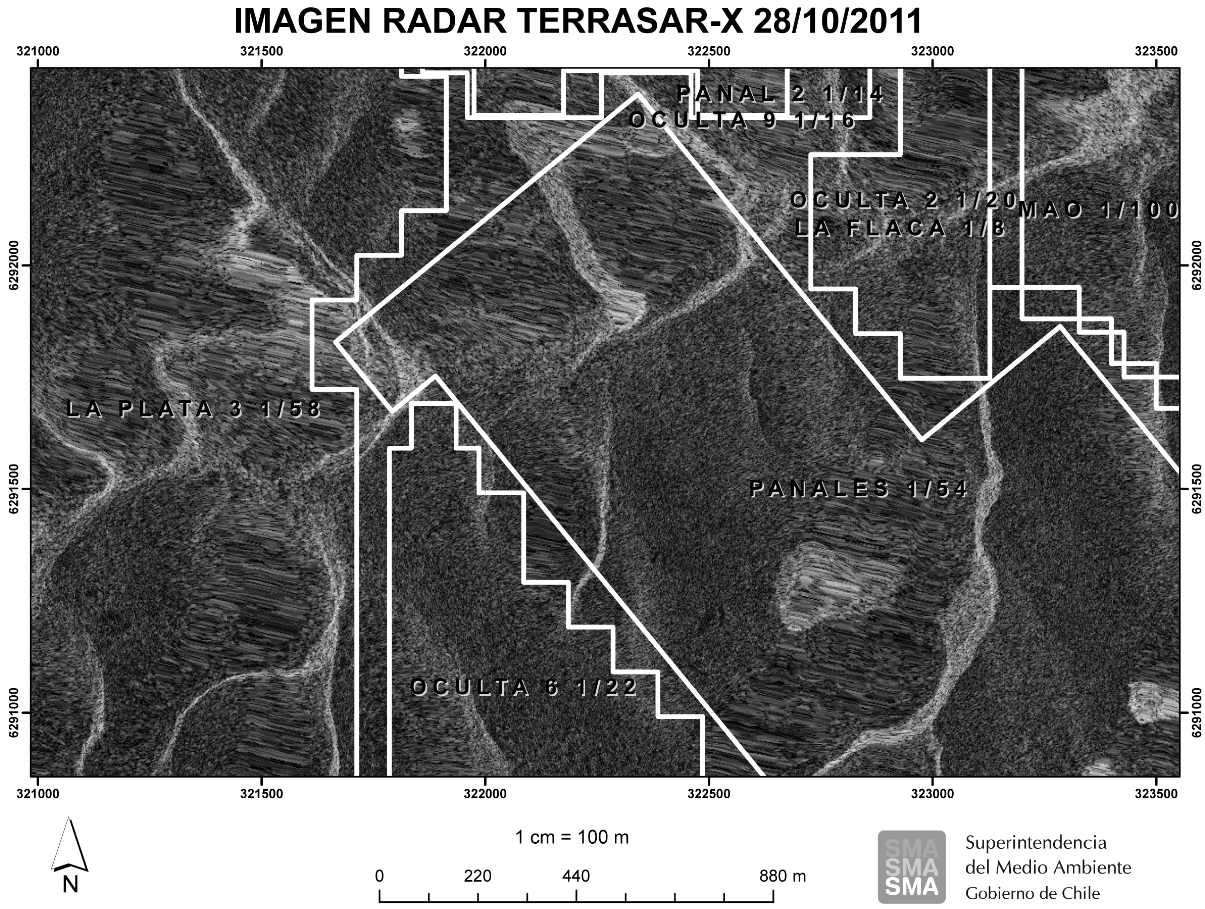 IMAGEN RADAR TERRASAR-X 28/10/2011
321000 321500 322000 322500 323000 323500
PANAL 2 1/14
OCULTA 9 1/16
OCULTA 2 1/20
MAO 1/100
LA FLACA 1/8
6292000 6292000
LA PLATA 3 1/58
PANALES 1/54
6291500 6291500
OCULTA 6 1/22
6291000 6291000
321000 321500 322000 322500 323000 323500
N
1 cm = 100 m
0 220 440 880 m
SMA
SMA
SMA
Superintendencia
del Medio Ambiente
Gobierno de Chile